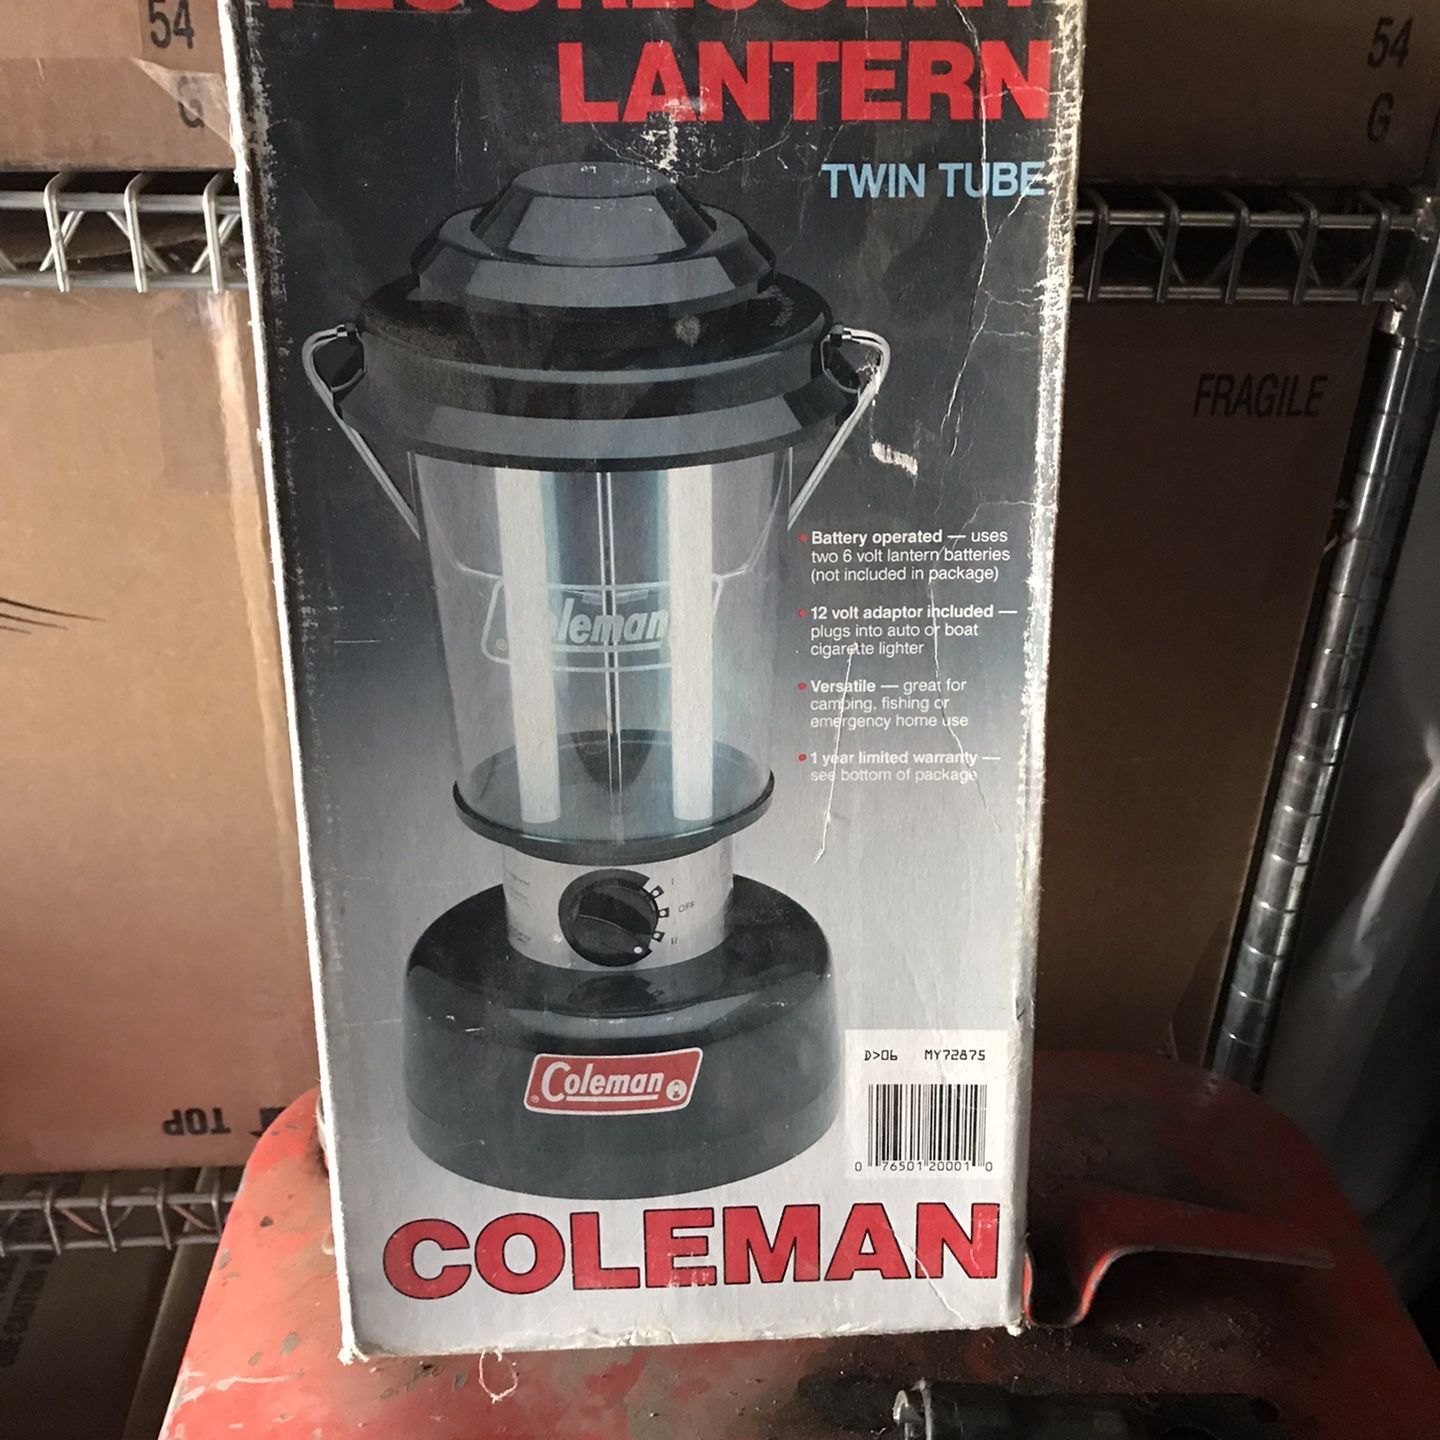 54
G
54
G
FLUORESCENT
LANTERN
TWIN TUBE
FRAGILE
Coleman
• Battery operated — uses
two 6 volt lantern batteries
(not included in package)
• 12 volt adaptor included —
plugs into auto or boat
cigarette lighter
• Versatile — great for
camping, fishing or
emergency home use
• 1 year limited warranty —
see bottom of package
I
OFF
II
Coleman
D>06 MY72875
0 76501 20001 0
TOP
COLEMAN